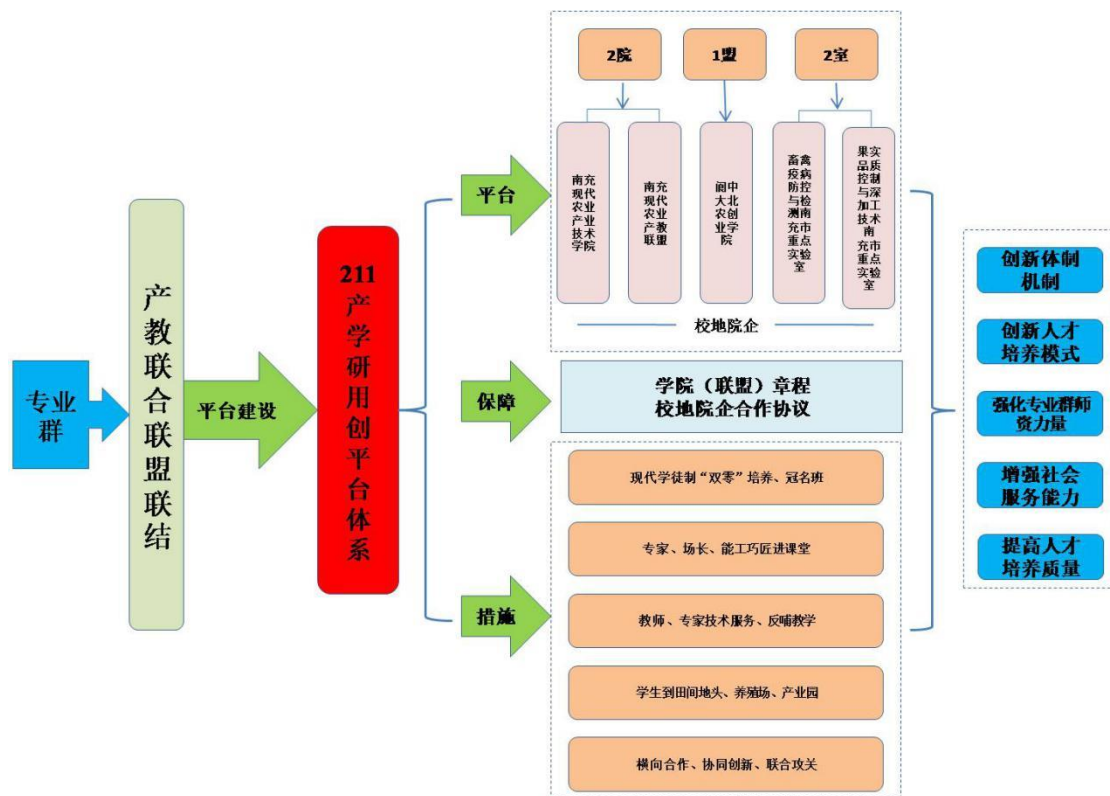 专业
群
产教联合联盟联结
平台建设
211
产学研用创平台体系
平台
保障
措施
2院
1盟
2室
南充现代农业产业技术学院
南充现代农业产教联盟
阆中大北农创业学院
畜禽疫病防控与检测南充市重点实验室
果实品质控制与深加工技术南充市重点实验室
校地院企
学院（联盟）章程
校地院企合作协议
现代学徒制“双零”培养、冠名班
专家、场长、能工巧匠进课堂
教师、专家技术服务、反哺教学
学生到田间地头、养殖场、产业园
横向合作、协同创新、联合攻关
创新体制
机制
创新人才
培养模式
强化专业群师
资力量
增强社会
服务能力
提高人才
培养质量